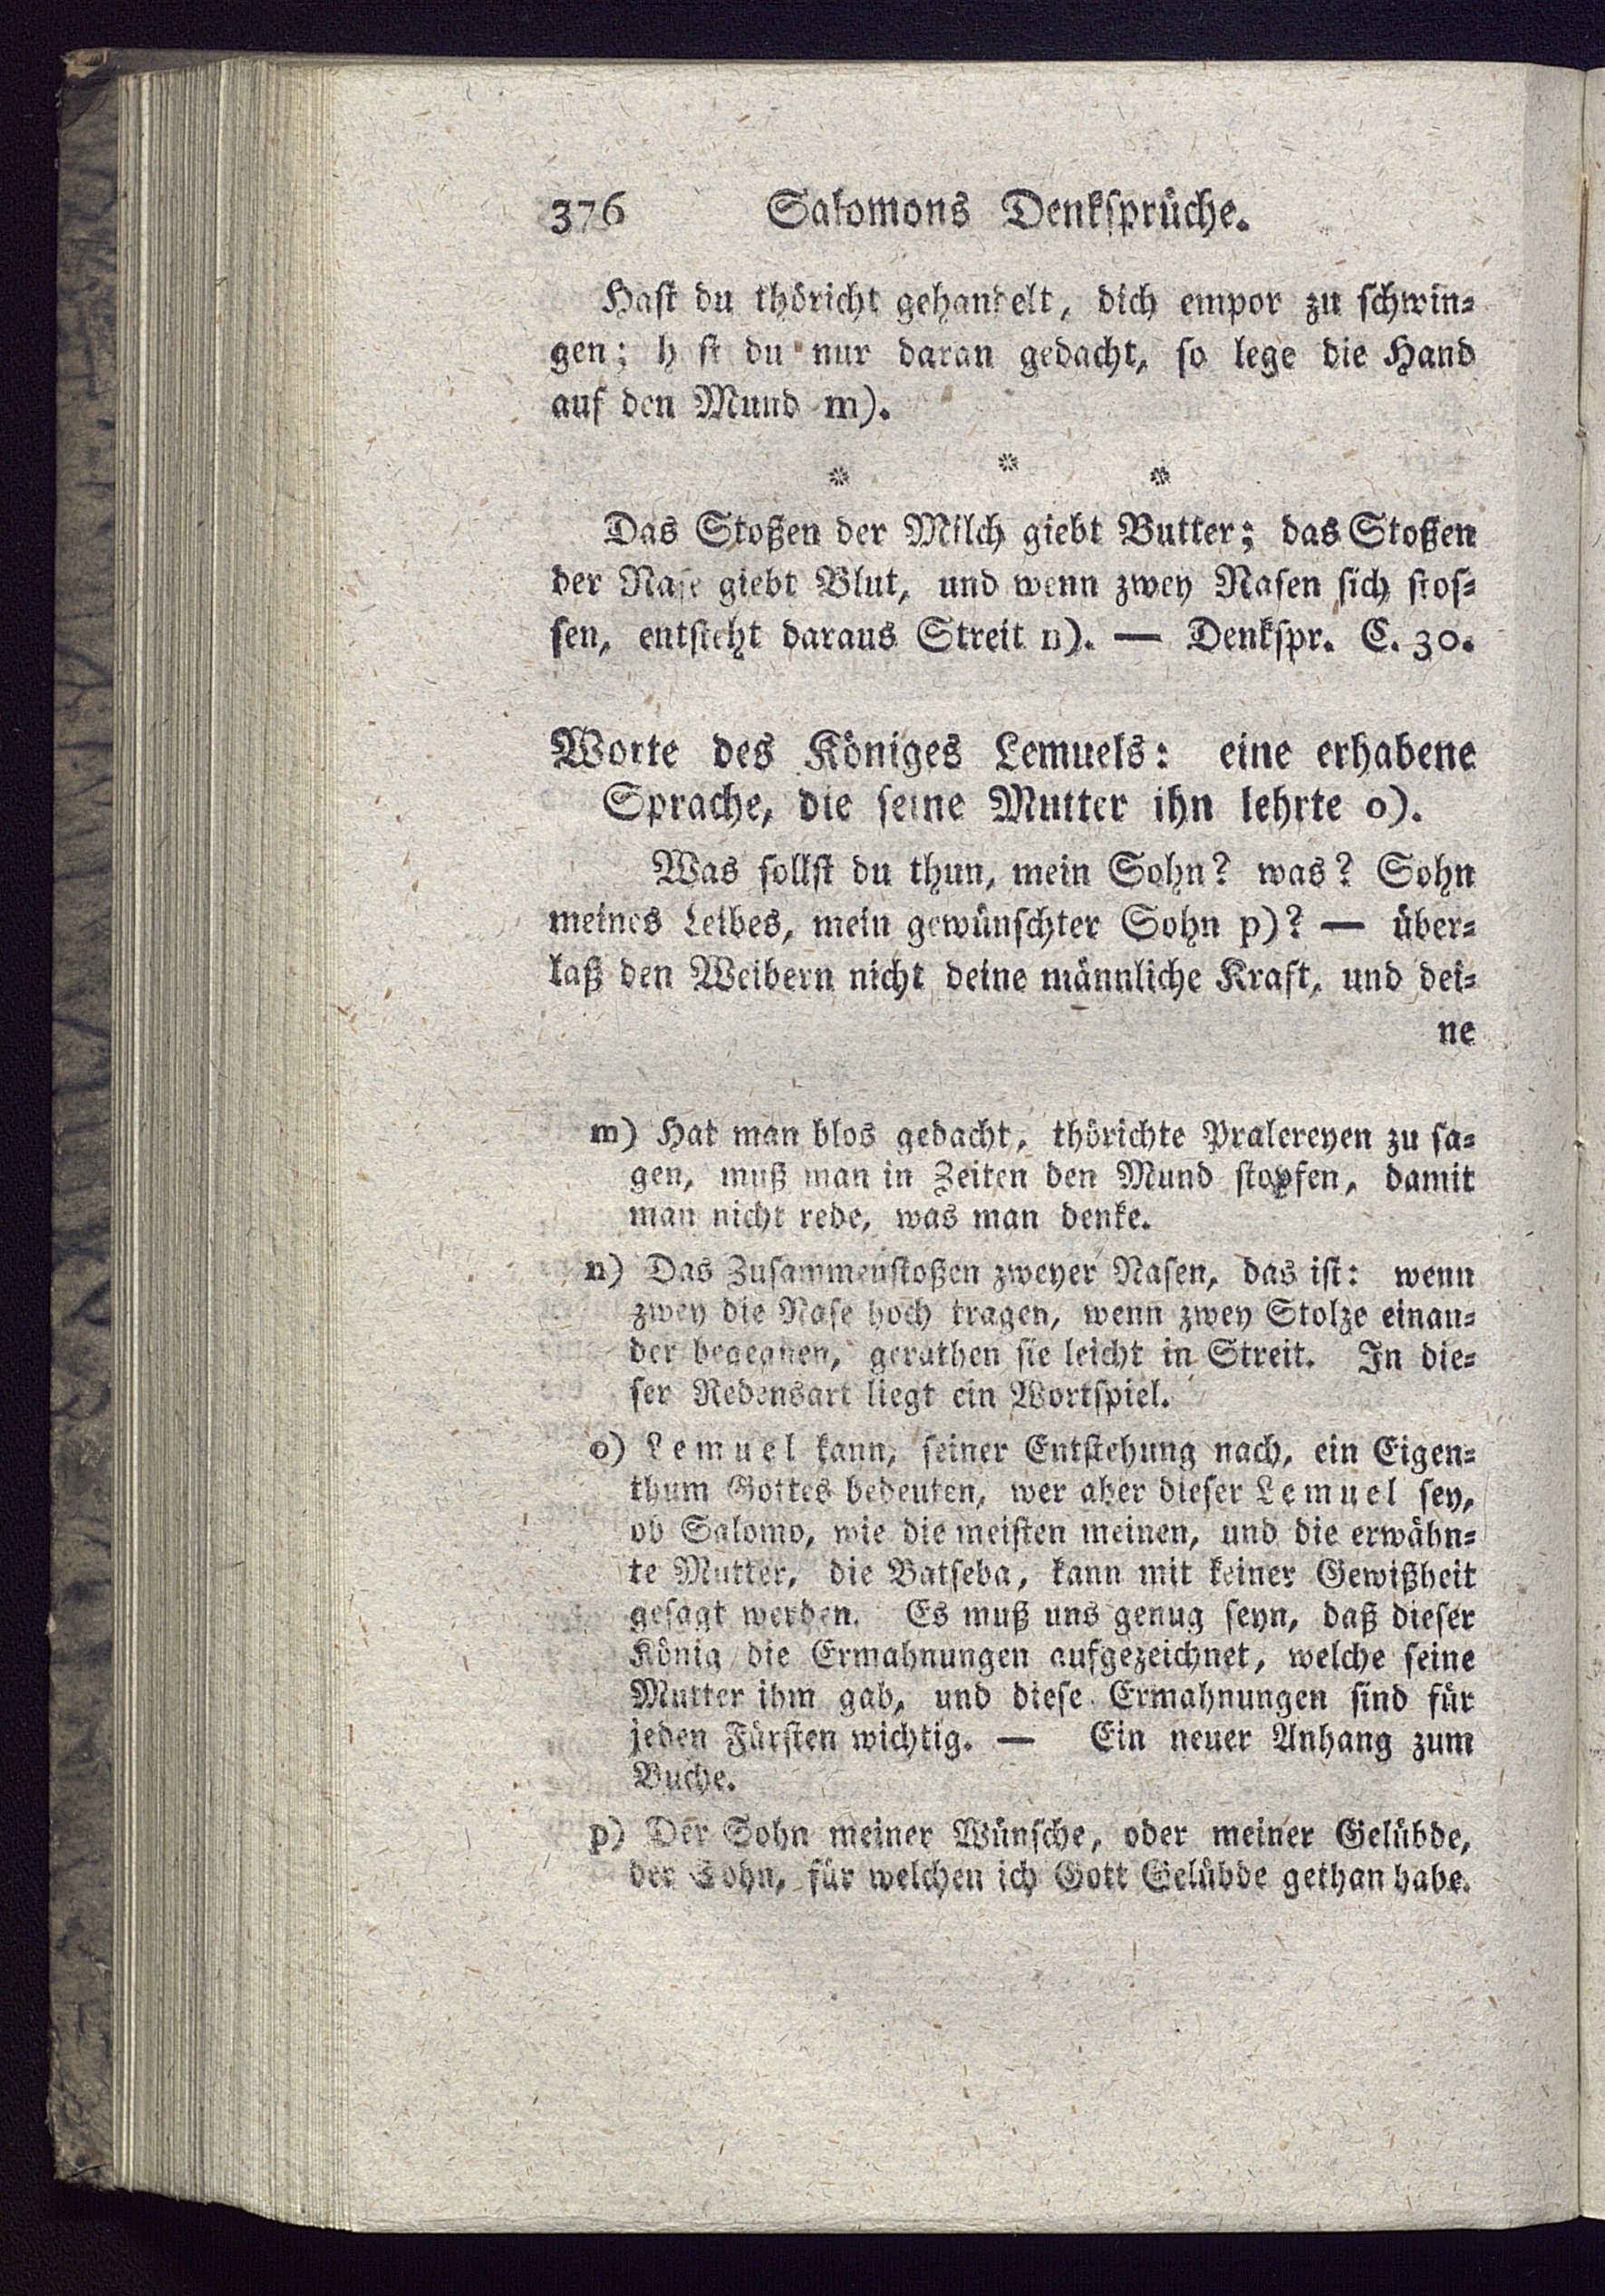 376 Salomons Denksprüche.
Hast du thöricht gehandelt, dich empor zu schwin=
gen; h st du nur daran gedacht, so lege die Hand
auf den Mund m).
* * *
Das Stoßen der Milch giebt Butter; das Stoßen
der Nase giebt Blut, und wenn zwey Nasen sich stos=
sen, entsteht daraus Streit n). — Denkspr. C. 30.
Worte des Königes Lemuels: eine erhabene
Sprache, die seine Mutter ihn lehrte o).
Was sollst du thun, mein Sohn? was? Sohn
meines Leibes, mein gewünschter Sohn p)? — über=
laß den Weibern nicht deine männliche Kraft, und dei=
ne
m) Hat man blos gedacht, thörichte Pralereyen zu sa=
gen, muß man in Zeiten den Mund stopfen, damit
man nicht rede, was man denke.
n) Das Zusammenstoßen zweyer Nasen, das ist: wenn
zwey die Nase hoch tragen, wenn zwey Stolze einan=
der begegnen, gerathen sie leicht in Streit. In die=
ser Redensart liegt ein Wortspiel.
o) Lemuel kann, seiner Entstehung nach, ein Eigen=
thum Gottes bedeuten, wer aber dieser Lemuel sey,
ob Salomo, wie die meisten meinen, und die erwähn=
te Mutter, die Batseba, kann mit keiner Gewißheit
gesagt werden. Es muß uns genug seyn, daß dieser
König die Ermahnungen aufgezeichnet, welche seine
Mutter ihm gab, und diese Ermahnungen sind für
jeden Fürsten wichtig. — Ein neuer Anhang zum
Buche.
p) Der Sohn meiner Wünsche, oder meiner Gelübde,
der Sohn, für welchen ich Gott Gelübde gethan habe.